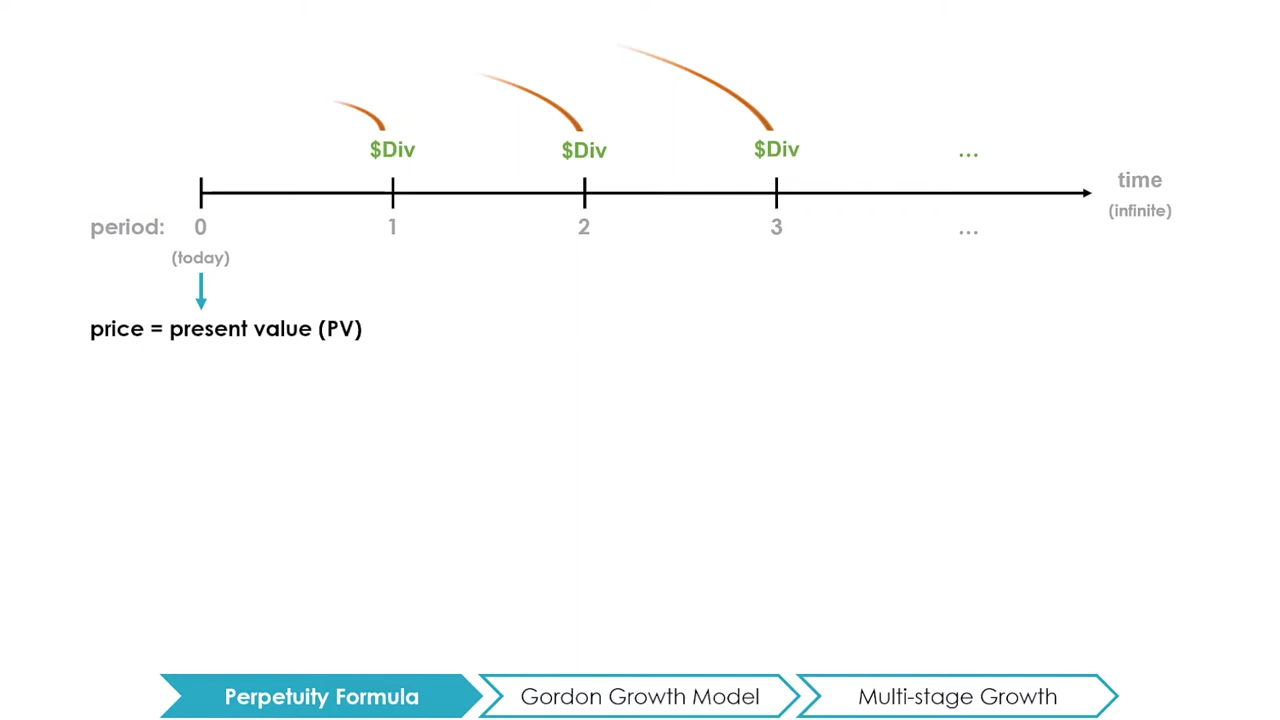 $Div $Div $Div ...
time
(infinite)
period: 0 1 2 3 ...
(today)
price = present value (PV)
Perpetuity Formula
Gordon Growth Model
Multi-stage Growth